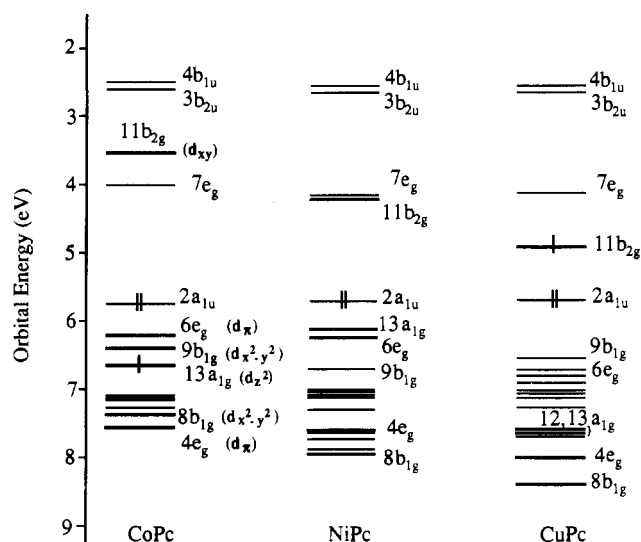 Orbital Energy (eV)
2
3
4
5
6
7
8
9
4b1u
3b2u
11b2g
(dxy)
7eg
2a1u
6eg (dπ)
9b1g (dx²-y²)
13a1g (dz²)
8b1g (dx²-y²)
4eg (dπ)
CoPc
4b1u
3b2u
7eg
11b2g
2a1u
13a1g
6eg
9b1g
4eg
8b1g
NiPc
4b1u
3b2u
7eg
11b2g
2a1u
9b1g
6eg
12,13a1g
4eg
8b1g
CuPc